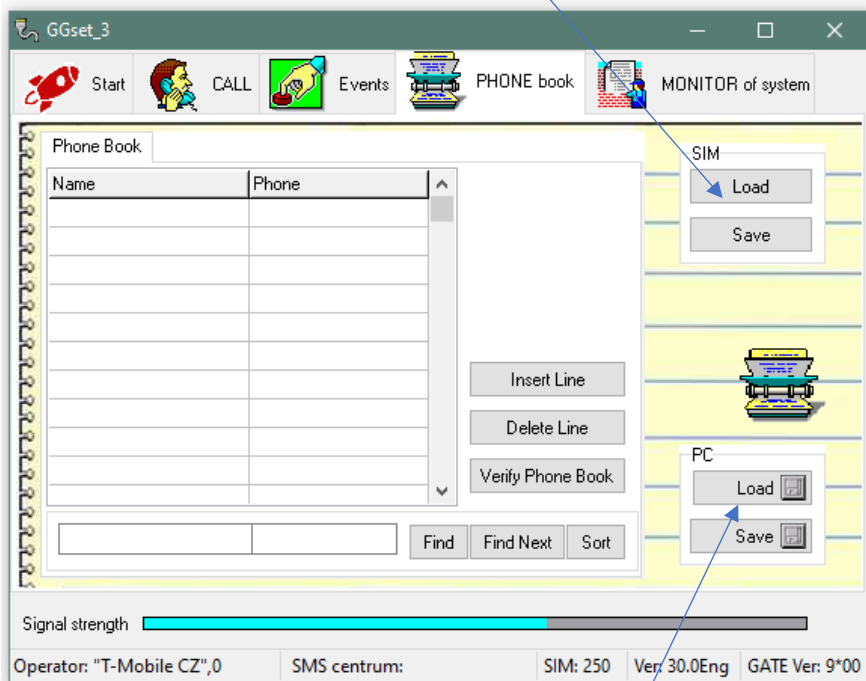 GGset_3
Start CALL Events PHONE book MONITOR of system
Phone Book
Name Phone
SIM
Load
Save
Insert Line
Delete Line
Verify Phone Book
PC
Load
Save
Find Find Next Sort
Signal strength
Operator: "T-Mobile CZ",0 SMS centrum: SIM: 250 Ver: 30.0Eng GATE Ver: 9*00